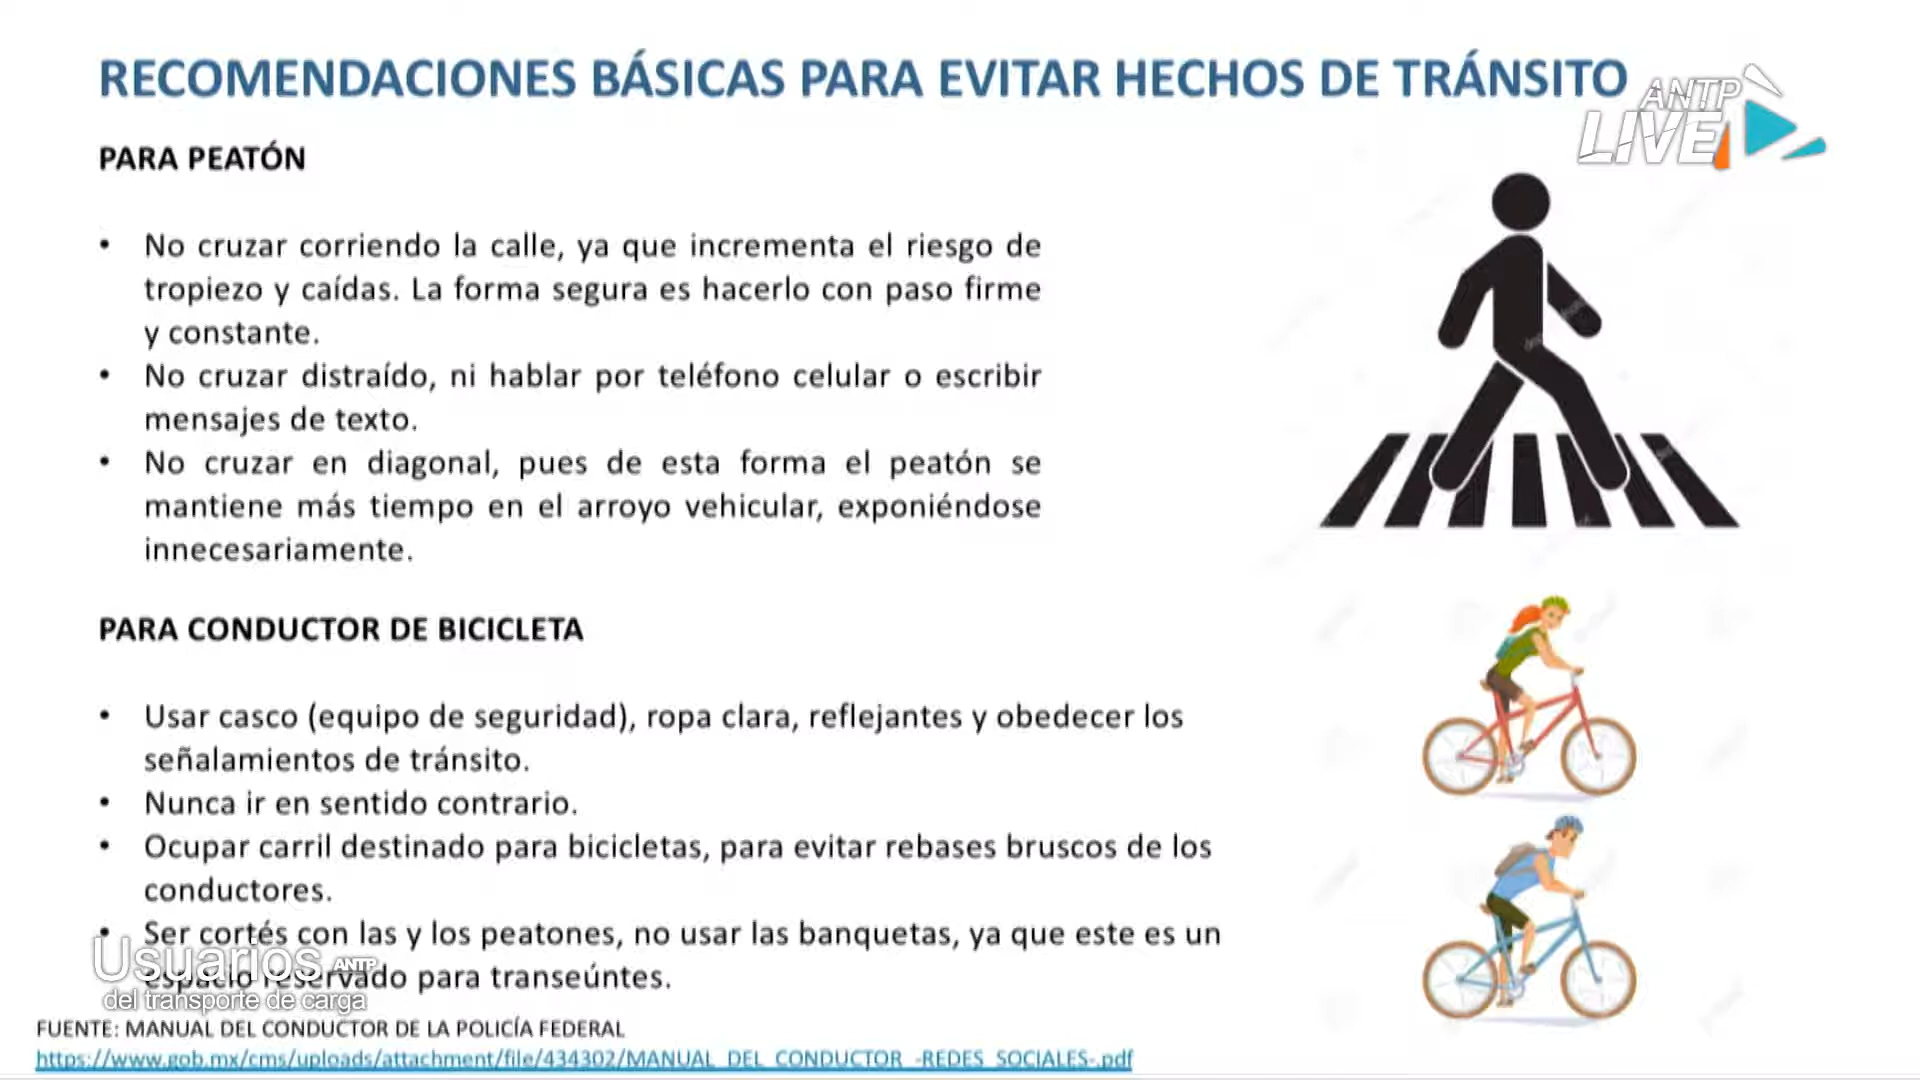 RECOMENDACIONES BÁSICAS PARA EVITAR HECHOS DE TRÁNSITO
ANTP
LIVE
PARA PEATÓN
• No cruzar corriendo la calle, ya que incrementa el riesgo de
tropiezo y caídas. La forma segura es hacerlo con paso firme
y constante.
• No cruzar distraído, ni hablar por teléfono celular o escribir
mensajes de texto.
• No cruzar en diagonal, pues de esta forma el peatón se
mantiene más tiempo en el arroyo vehicular, exponiéndose
innecesariamente.
PARA CONDUCTOR DE BICICLETA
• Usar casco (equipo de seguridad), ropa clara, reflejantes y obedecer los
señalamientos de tránsito.
• Nunca ir en sentido contrario.
• Ocupar carril destinado para bicicletas, para evitar rebases bruscos de los
conductores.
• Ser cortés con las y los peatones, no usar las banquetas, ya que este es un
espacio reservado para transeúntes.
Usuarios ANTP
del transporte de carga
FUENTE: MANUAL DEL CONDUCTOR DE LA POLICÍA FEDERAL
https://www.gob.mx/cms/uploads/attachment/file/434302/MANUAL_DEL_CONDUCTOR_-REDES_SOCIALES-.pdf